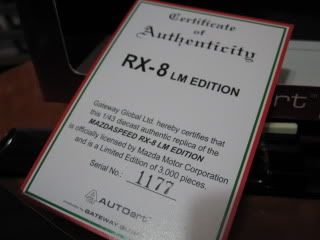 Certificate
of
Authenticity
RX-8 LM EDITION
Gateway Global Ltd. hereby certifies that
this 1/43 diecast authentic replica of the
MAZDASPEED RX-8 LM EDITION
is officially licensed by Mazda Motor Corporation
and is a Limited Edition of 3,000 pieces.
Serial No.: 1177
AUTOart